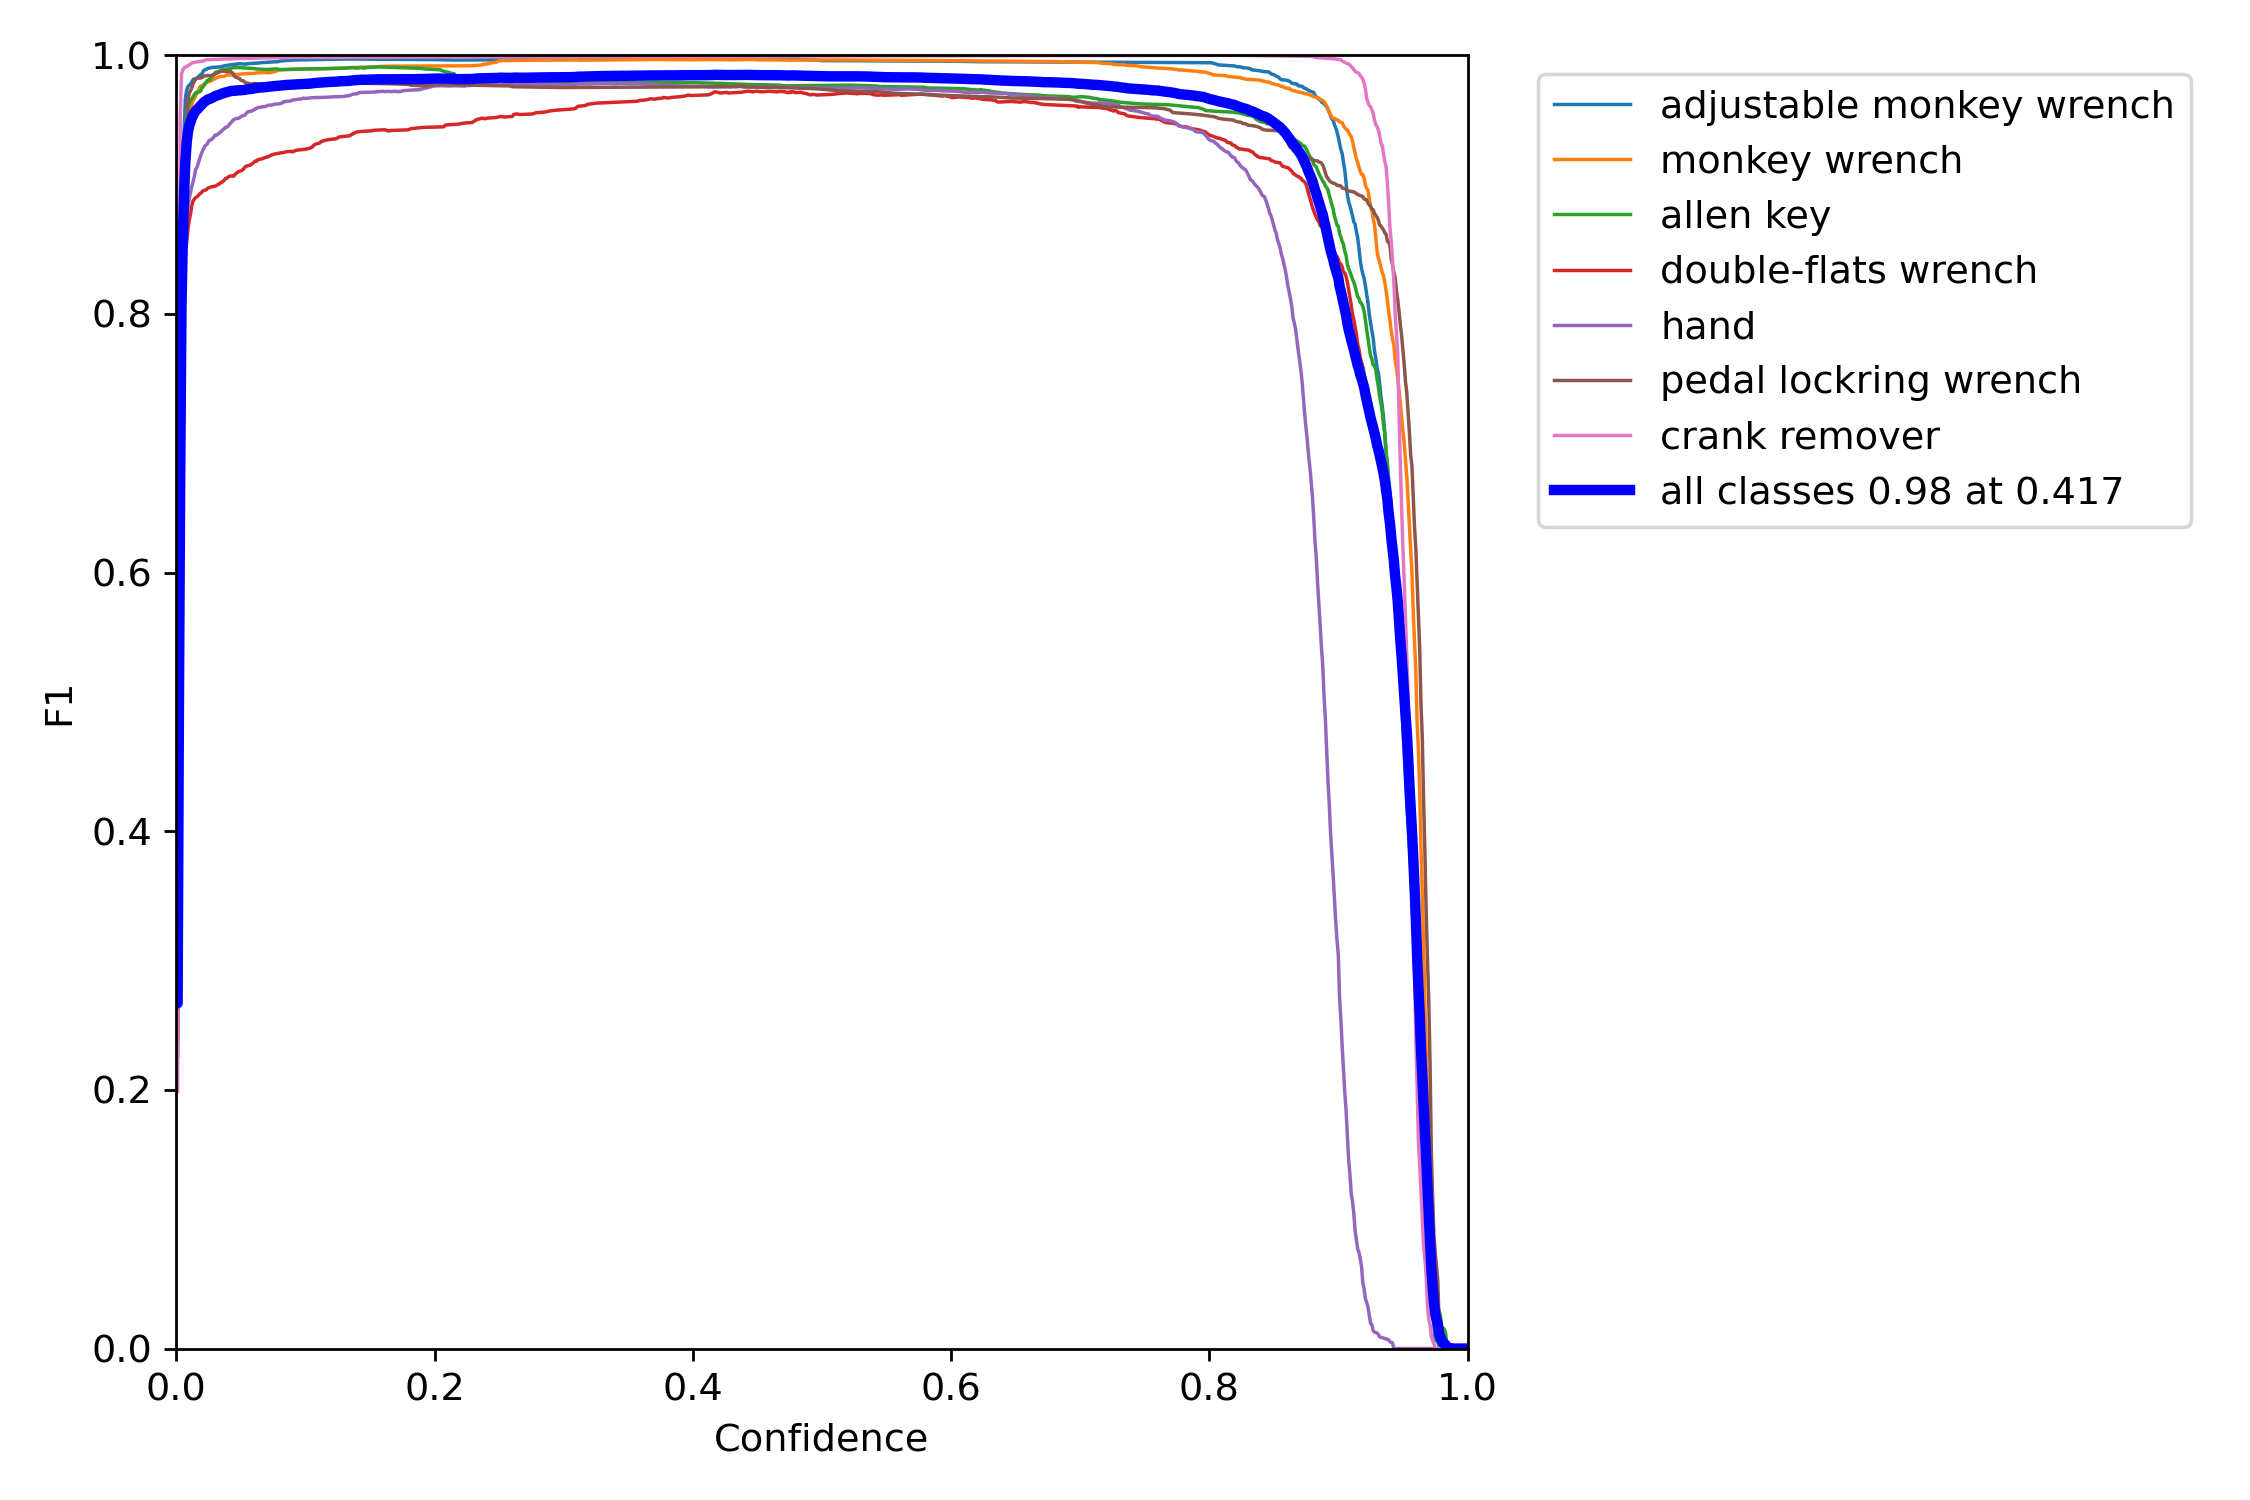 1.0
0.8
0.6
0.4
0.2
0.0
F1
0.0 0.2 0.4 0.6 0.8 1.0
Confidence
adjustable monkey wrench
monkey wrench
allen key
double-flats wrench
hand
pedal lockring wrench
crank remover
all classes 0.98 at 0.417